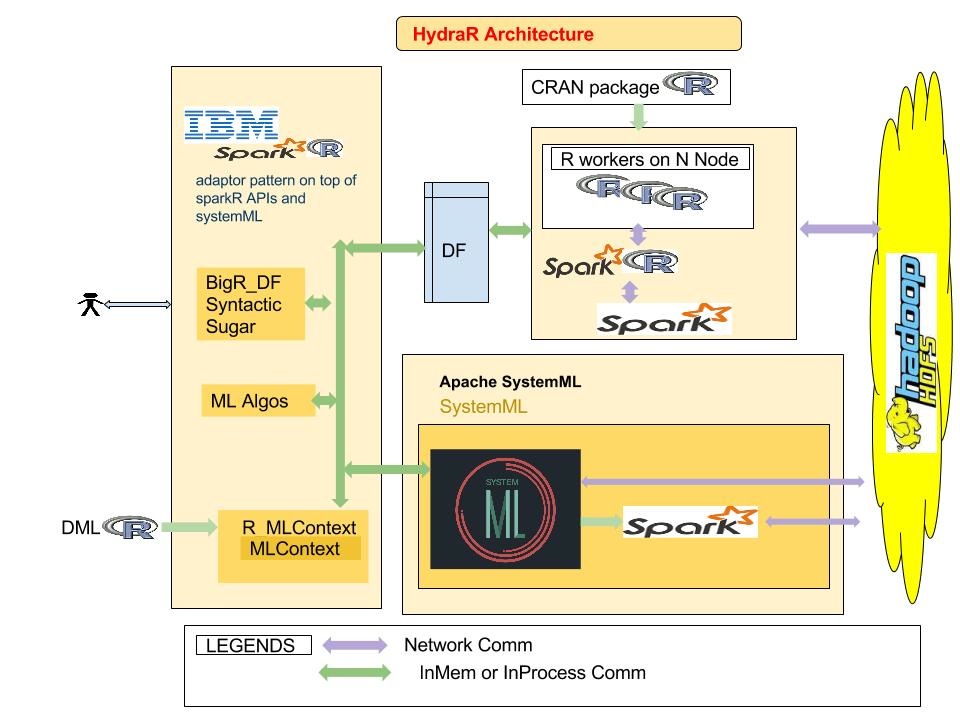 HydraR Architecture
CRAN package R
IBM
Spark R
adaptor pattern on top of
sparkR APIs and
systemML
R workers on N Node
R R R
DF
BigR_DF
Syntactic
Sugar
Spark R
Spark
hadoop
HDFS
Apache SystemML
SystemML
ML Algos
SYSTEM
ML
DML R
R_MLContext
MLContext
Spark
LEGENDS
Network Comm
InMem or InProcess Comm